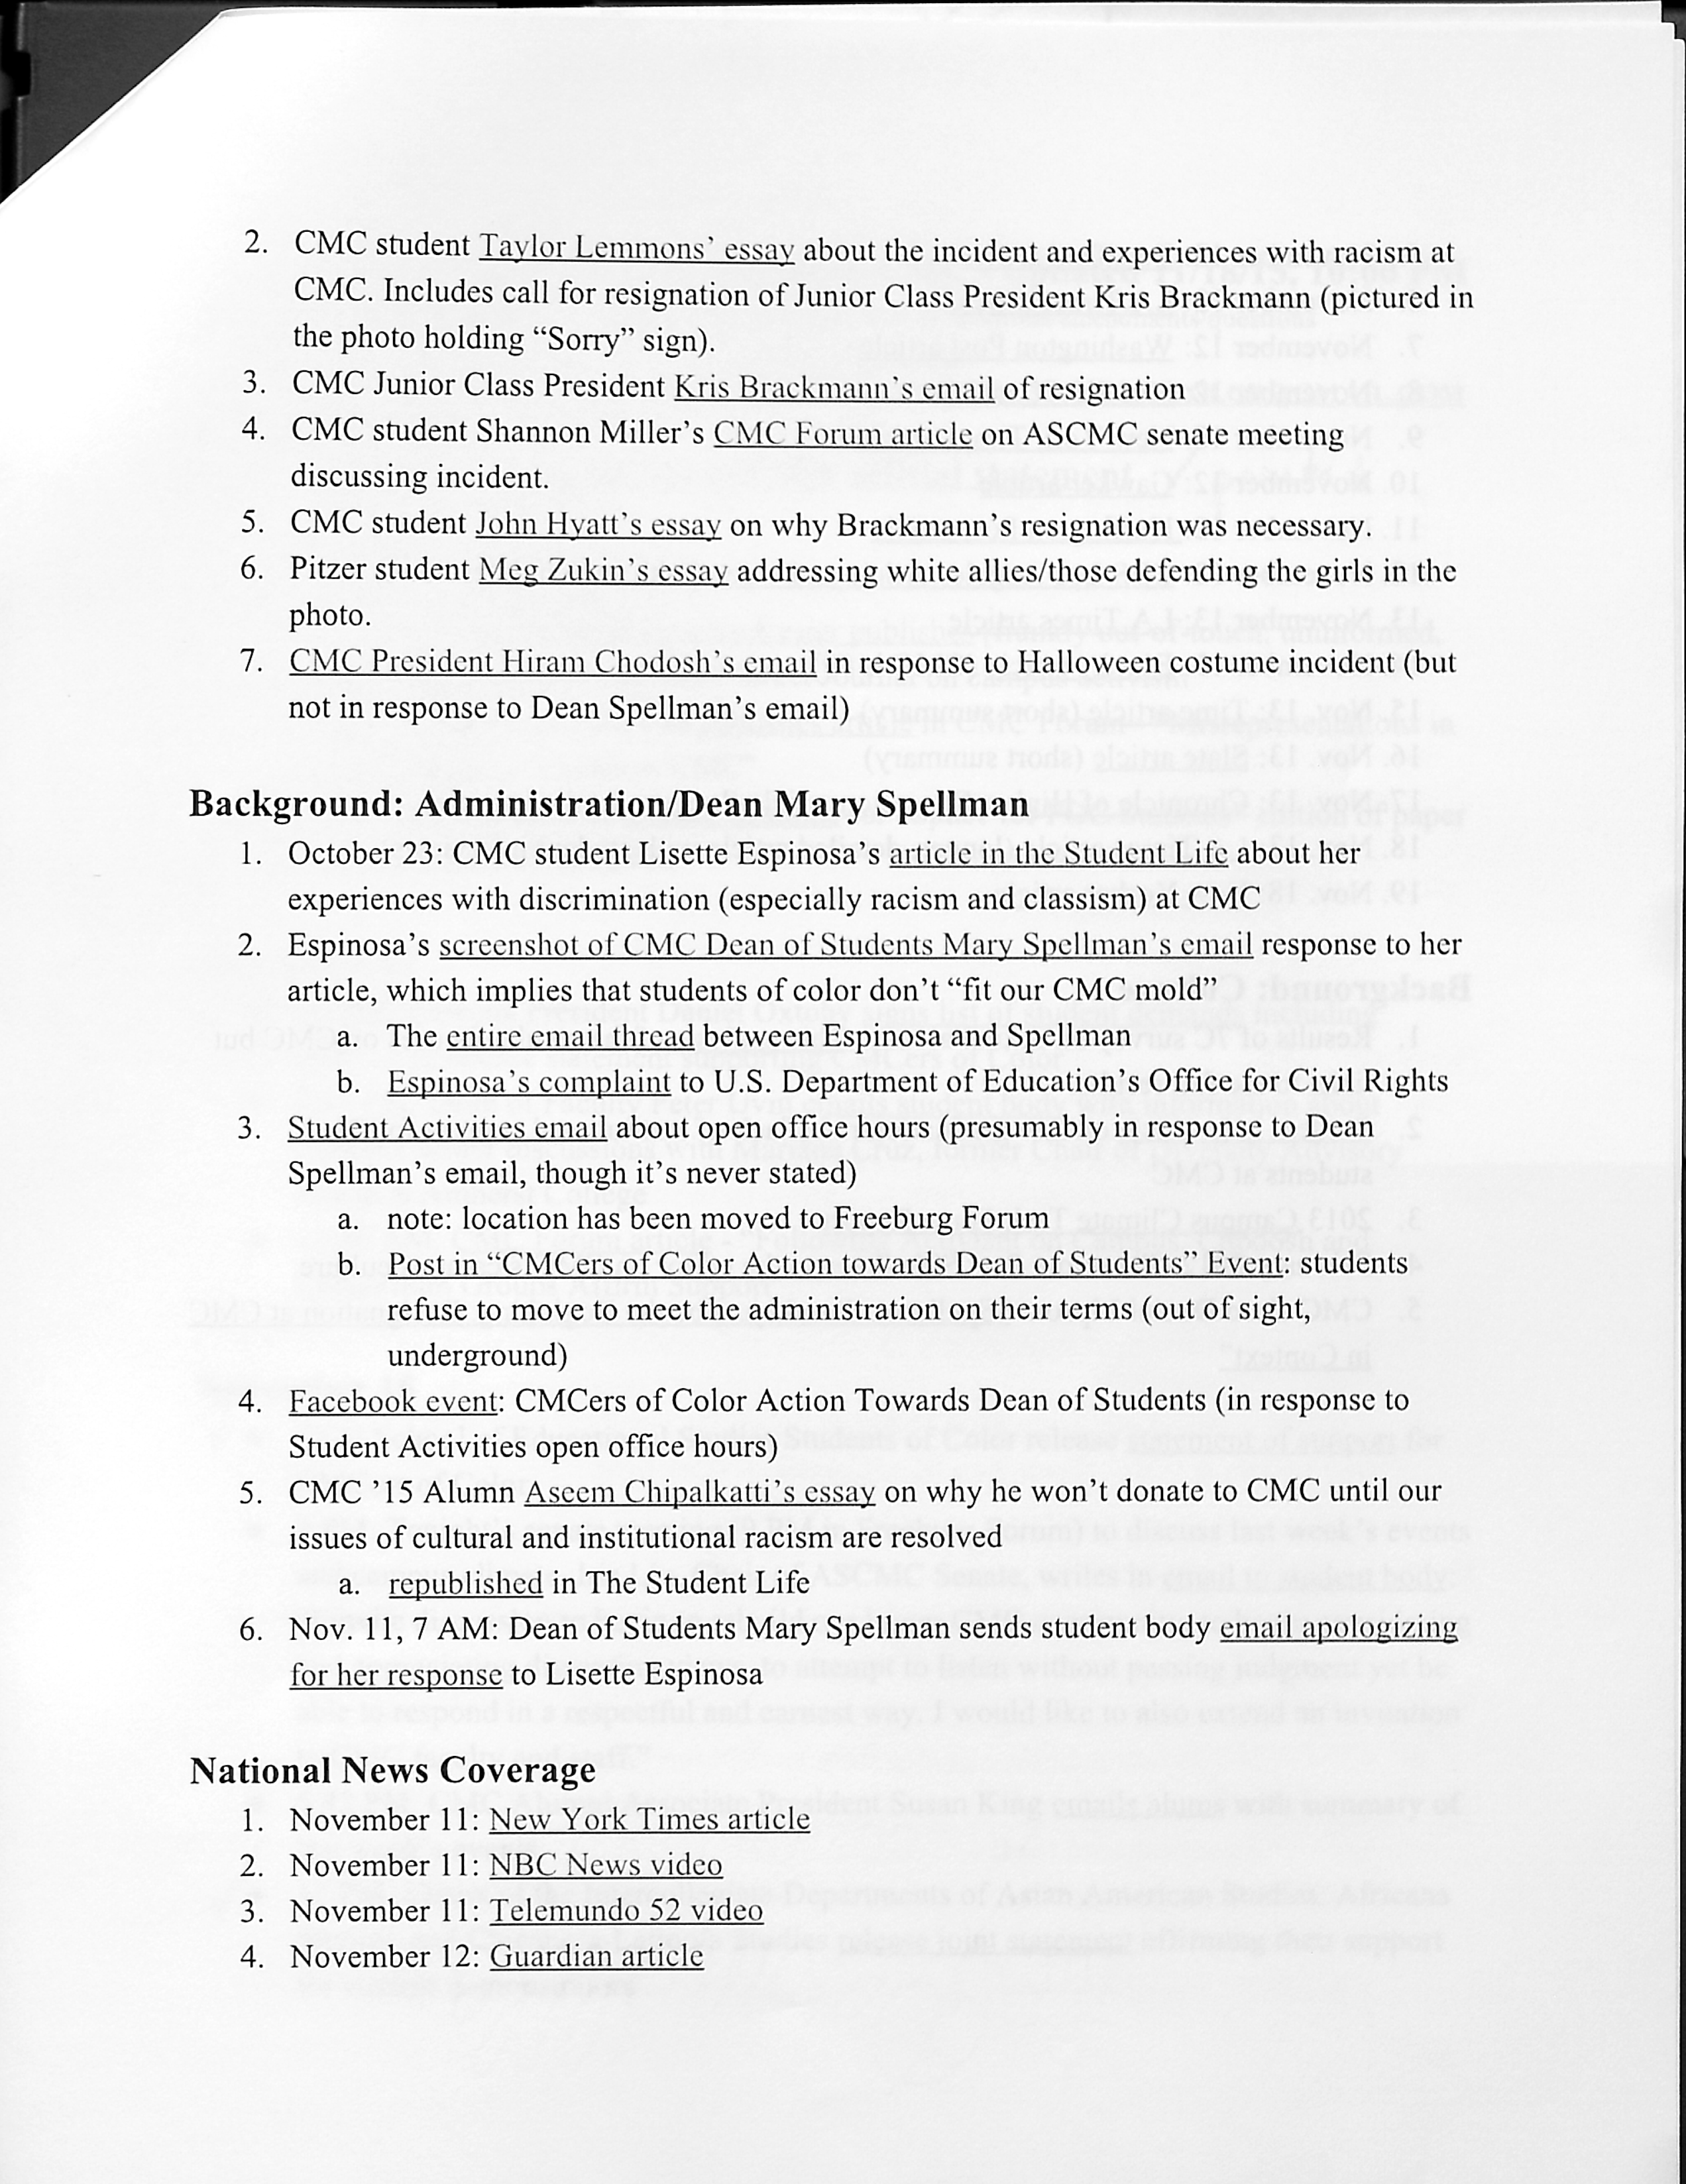 2. CMC student Taylor Lemmons’ essay about the incident and experiences with racism at
CMC. Includes call for resignation of Junior Class President Kris Brackmann (pictured in
the photo holding “Sorry” sign).
3. CMC Junior Class President Kris Brackmann’s email of resignation
4. CMC student Shannon Miller’s CMC Forum article on ASCMC senate meeting
discussing incident.
5. CMC student John Hyatt’s essay on why Brackmann’s resignation was necessary.
6. Pitzer student Meg Zukin’s essay addressing white allies/those defending the girls in the
photo.
7. CMC President Hiram Chodosh’s email in response to Halloween costume incident (but
not in response to Dean Spellman’s email)
Background: Administration/Dean Mary Spellman
1. October 23: CMC student Lisette Espinosa’s article in the Student Life about her
experiences with discrimination (especially racism and classism) at CMC
2. Espinosa’s screenshot of CMC Dean of Students Mary Spellman’s email response to her
article, which implies that students of color don’t “fit our CMC mold”
a. The entire email thread between Espinosa and Spellman
b. Espinosa’s complaint to U.S. Department of Education’s Office for Civil Rights
3. Student Activities email about open office hours (presumably in response to Dean
Spellman’s email, though it’s never stated)
a. note: location has been moved to Freeburg Forum
b. Post in “CMCers of Color Action towards Dean of Students” Event: students
refuse to move to meet the administration on their terms (out of sight,
underground)
4. Facebook event: CMCers of Color Action Towards Dean of Students (in response to
Student Activities open office hours)
5. CMC ’15 Alumn Aseem Chipalkatti’s essay on why he won’t donate to CMC until our
issues of cultural and institutional racism are resolved
a. republished in The Student Life
6. Nov. 11, 7 AM: Dean of Students Mary Spellman sends student body email apologizing
for her response to Lisette Espinosa
National News Coverage
1. November 11: New York Times article
2. November 11: NBC News video
3. November 11: Telemundo 52 video
4. November 12: Guardian article